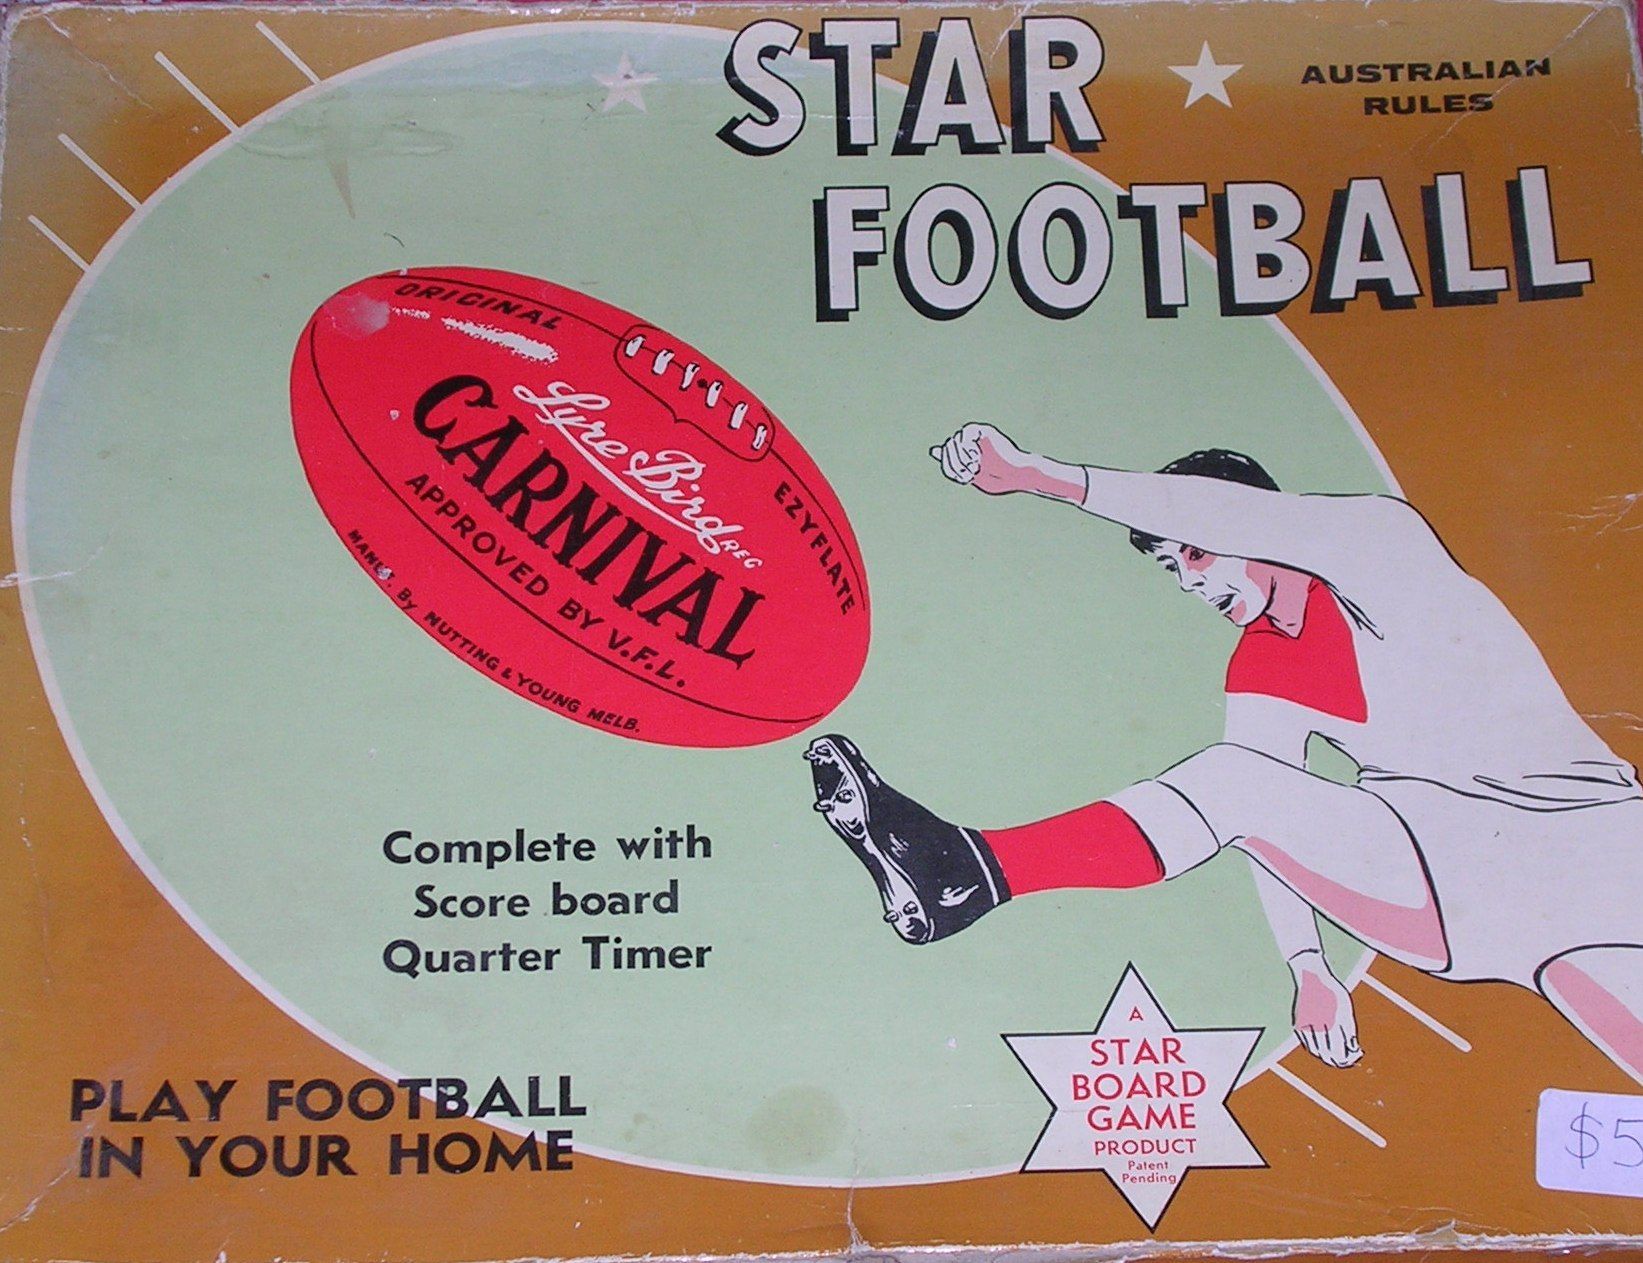 STAR
FOOTBALL
AUSTRALIAN
RULES
ORIGINAL
Lyre Bird REG
CARNIVAL
APPROVED BY V.F.L.
EZYFLATE
MANFT. By NUTTING & YOUNG MELB.
Complete with
Score board
Quarter Timer
PLAY FOOTBALL
IN YOUR HOME
A
STAR
BOARD
GAME
PRODUCT
Patent
Pending
$5